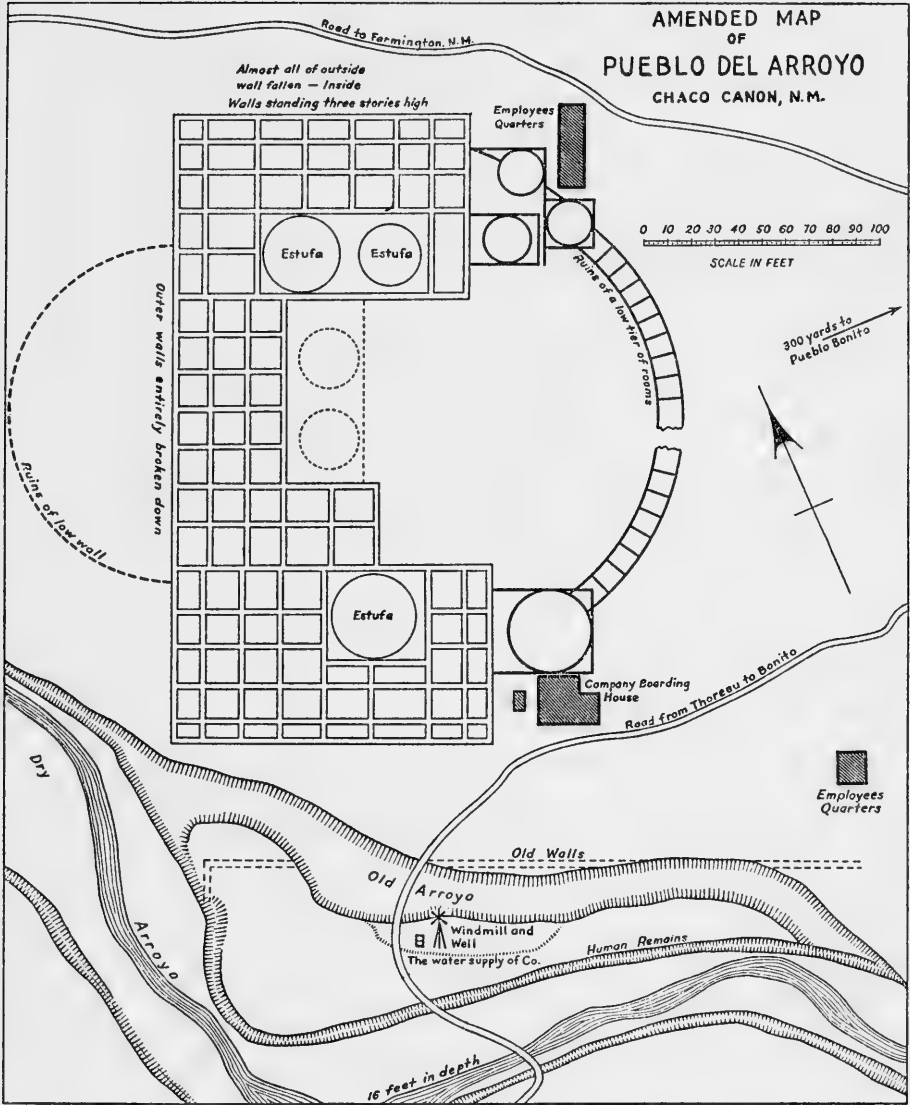 AMENDED MAP
OF
PUEBLO DEL ARROYO
CHACO CANON, N.M.
Road to Farmington, N.M.
Almost all of outside
wall fallen — Inside
Walls standing three stories high
Employees
Quarters
0 10 20 30 40 50 60 70 80 90 100
SCALE IN FEET
Estufa
Estufa
Ruins of a low tier of rooms
300 yards to
Pueblo Bonito
Outer walls entirely broken down
Ruins of low wall
Estufa
Company Boarding
House
Road from Thoreau to Bonito
Employees
Quarters
Dry
Arroyo
Old Walls
Old Arroyo
Windmill and
Well
The water supply of Co.
Human Remains
16 feet in depth